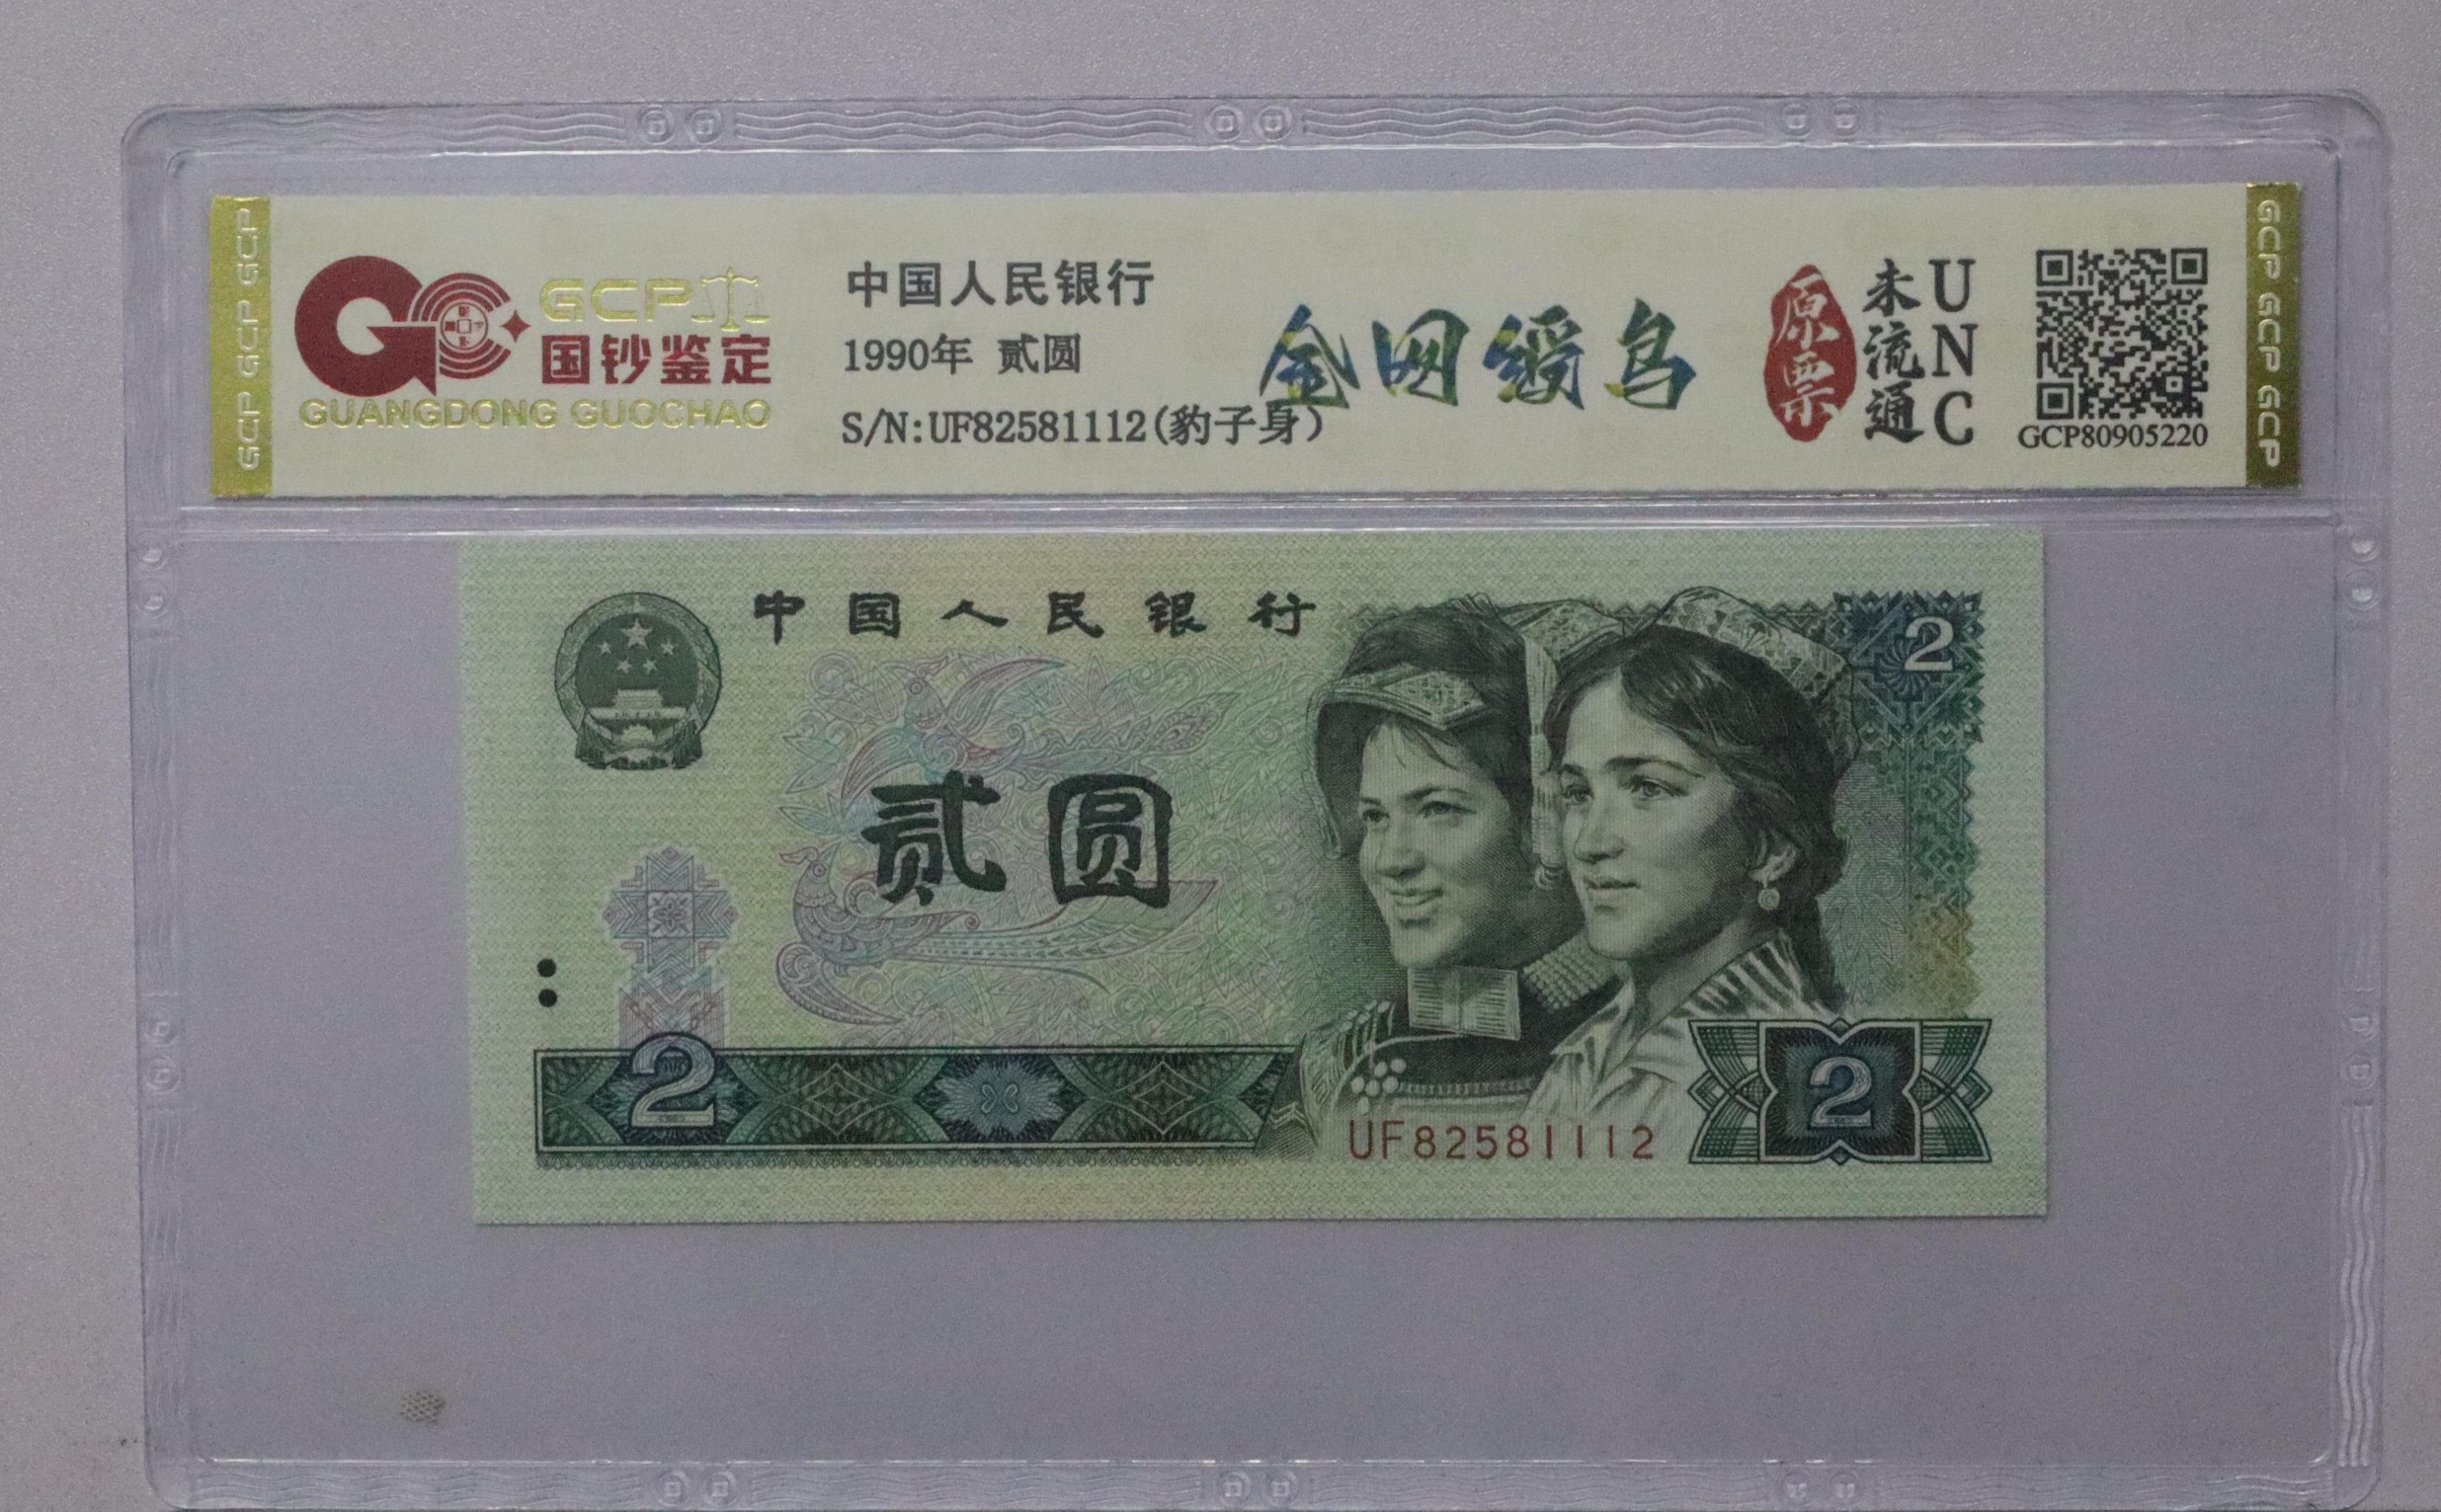 GCP GCP GCP
GCP
国钞鉴定
GUANGDONG GUOCHAO
中国人民银行
1990年 贰圆
S/N:UF82581112(豹子身)
金网绶鸟
原票
未流通
UNC
GCP80905220
GCP GCP GCP
中国人民银行
2
贰圆
2
2
UF82581112